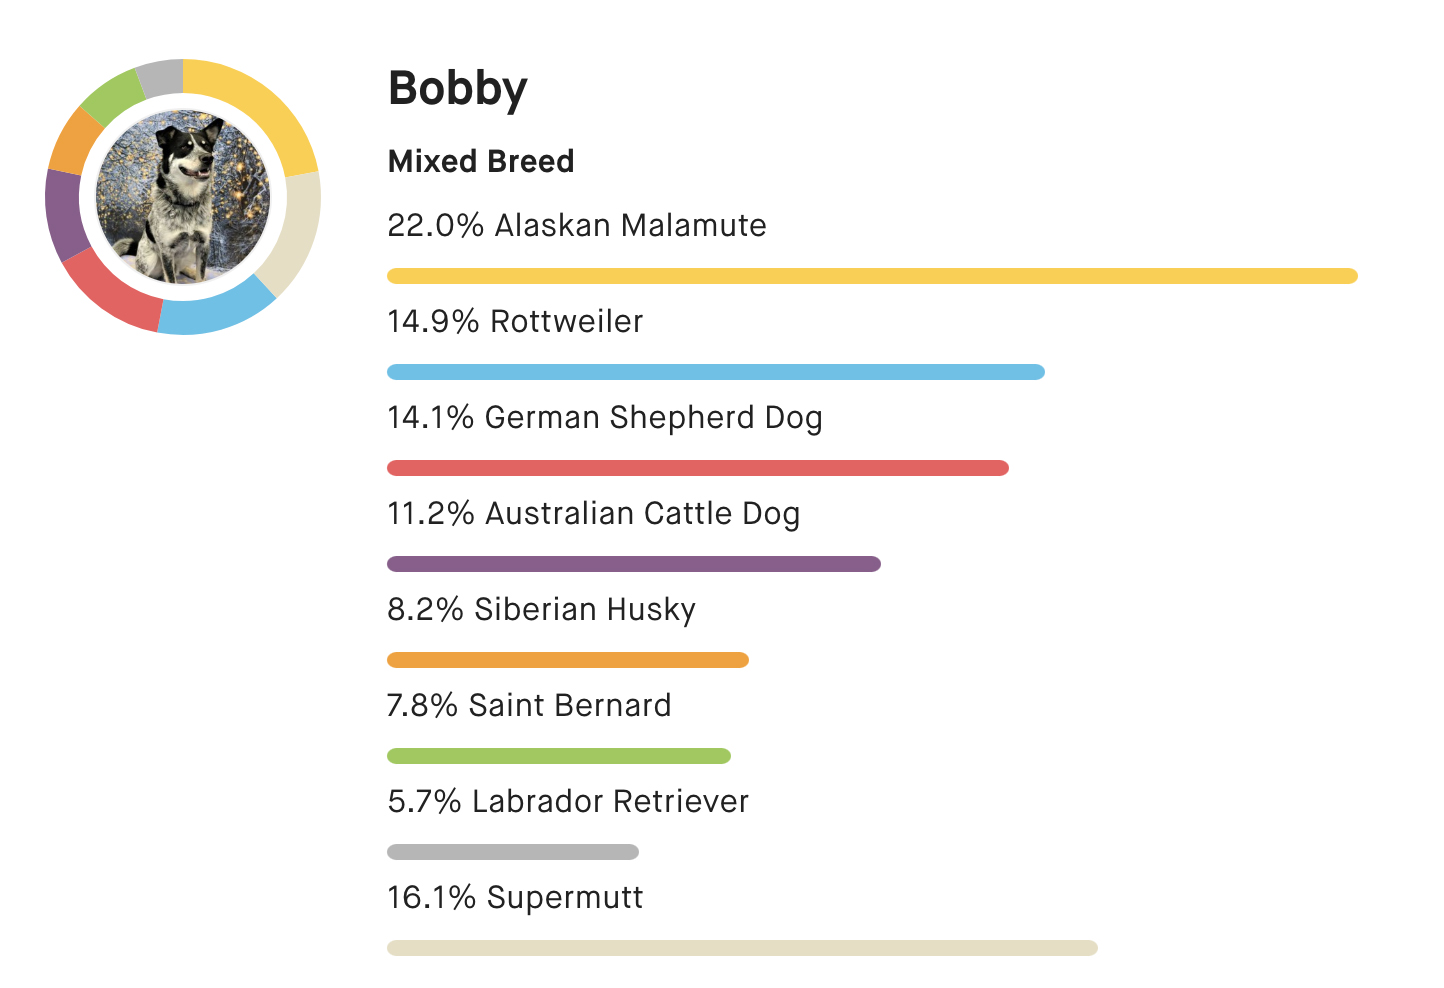 Bobby
Mixed Breed
22.0% Alaskan Malamute
14.9% Rottweiler
14.1% German Shepherd Dog
11.2% Australian Cattle Dog
8.2% Siberian Husky
7.8% Saint Bernard
5.7% Labrador Retriever
16.1% Supermutt